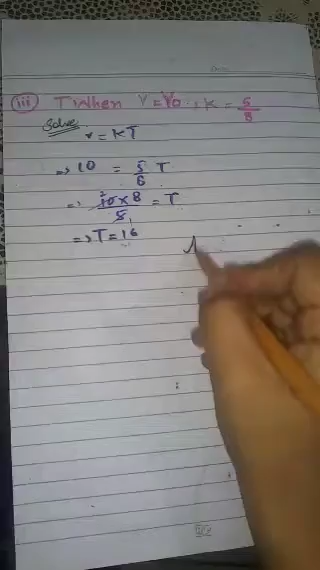 (iii) T When V = 10 , K = 5/8
Solve
v = KT
=> 10 = 5/8 T
=> 10 x 8 / 5 = T
=> T = 16